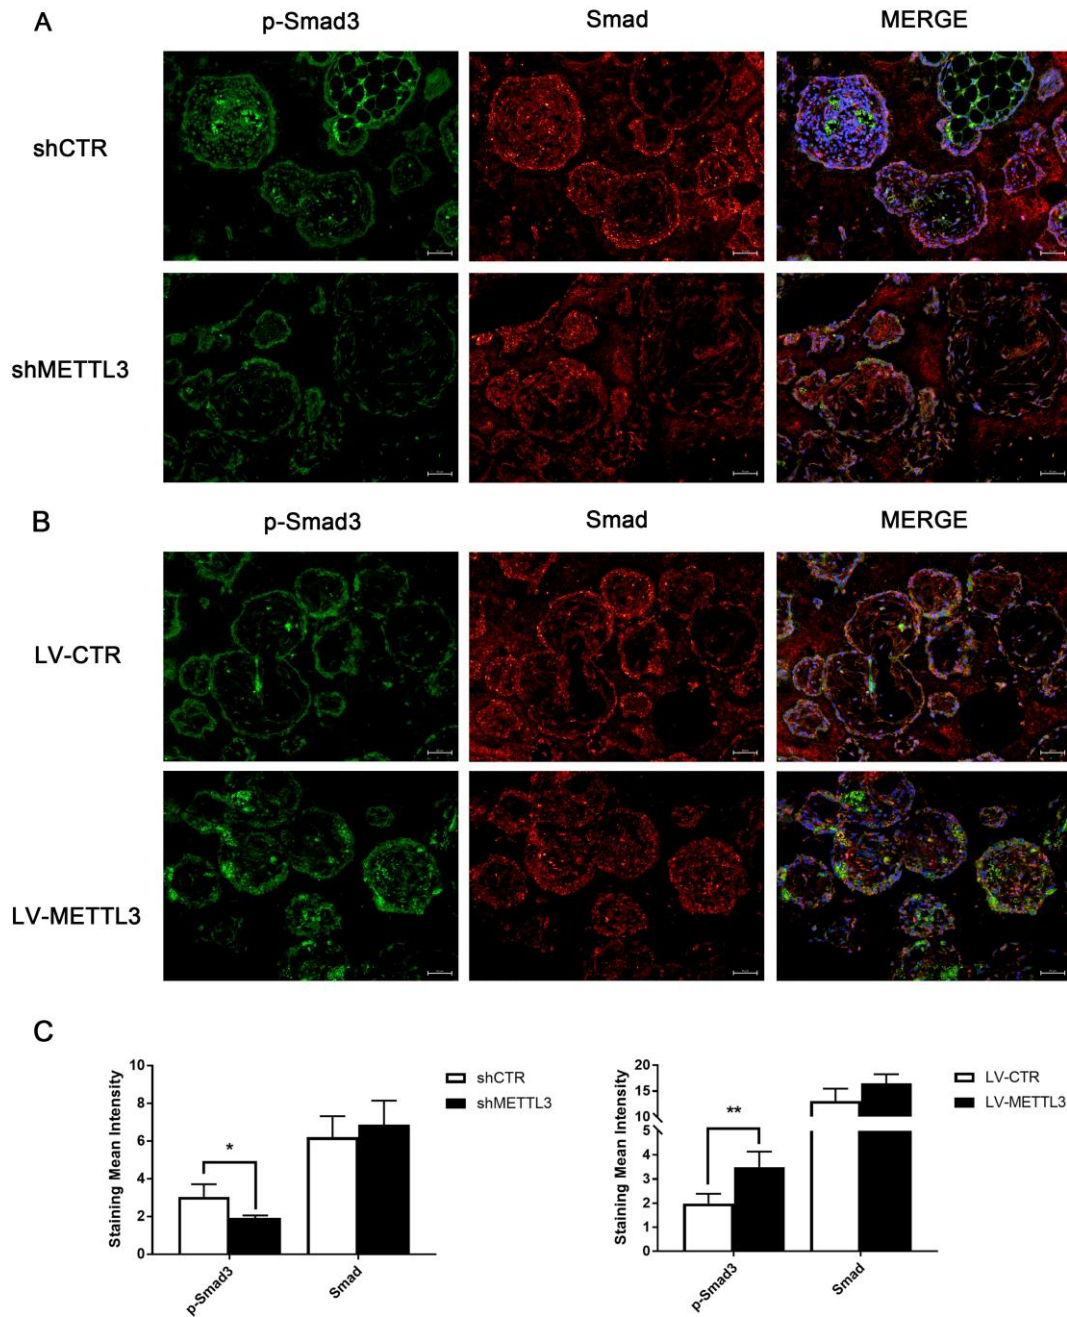 A
p-Smad3 Smad MERGE
shCTR
shMETTL3
B
p-Smad3 Smad MERGE
LV-CTR
LV-METTL3
C
Staining Mean Intensity
10
8
6
4
2
0
*
p-Smad3
Smad
shCTR
shMETTL3
Staining Mean Intensity
20
15
10
5
4
3
2
1
0
**
p-Smad3
Smad
LV-CTR
LV-METTL3